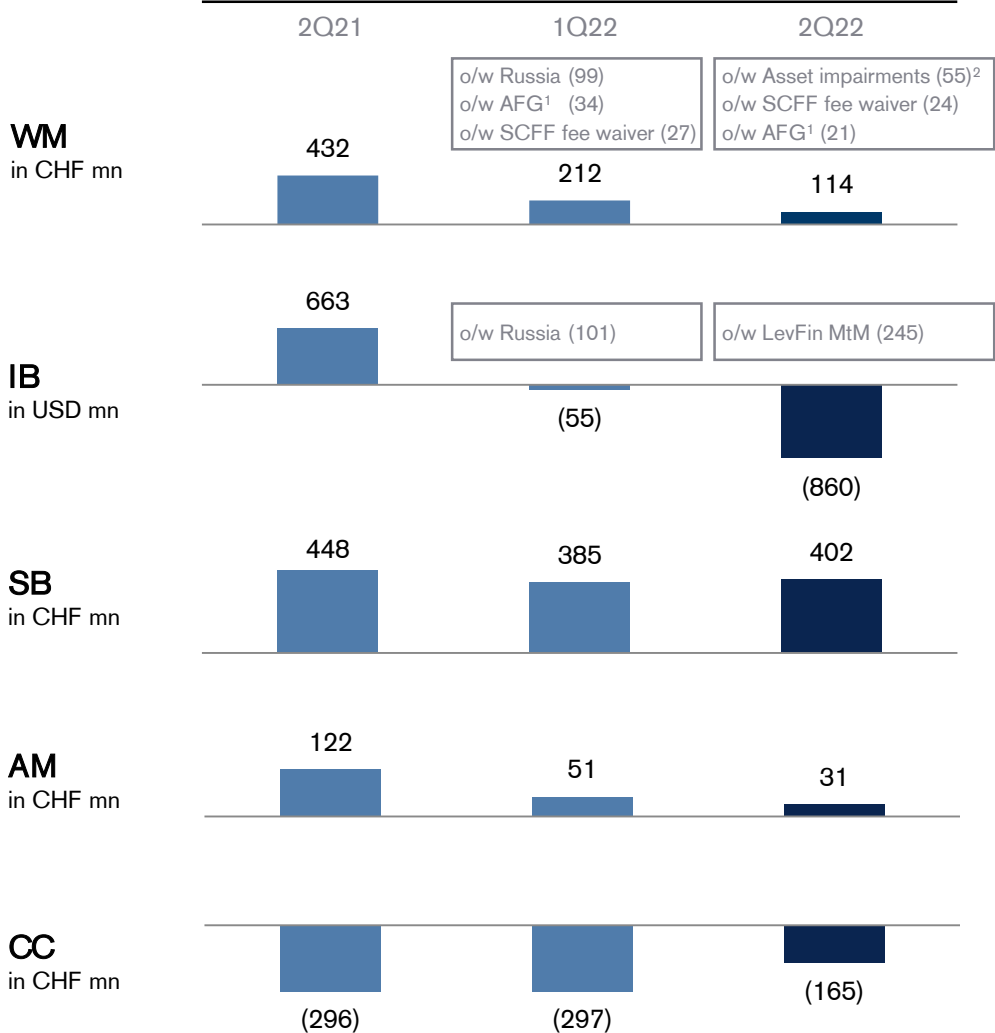 2Q21 1Q22 2Q22
WM
in CHF mn
432
o/w Russia (99)
o/w AFG¹ (34)
o/w SCFF fee waiver (27)
212
o/w Asset impairments (55)²
o/w SCFF fee waiver (24)
o/w AFG¹ (21)
114
IB
in USD mn
663
o/w Russia (101)
(55)
o/w LevFin MtM (245)
(860)
SB
in CHF mn
448 385 402
AM
in CHF mn
122 51 31
CC
in CHF mn
(296) (297) (165)